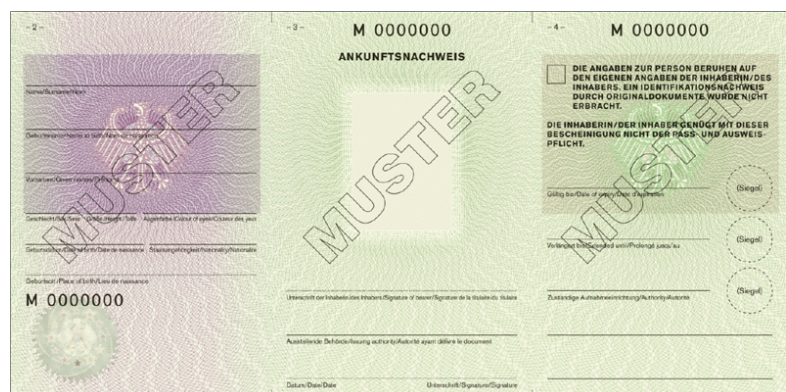 -2-
Name/Surname/Nom
Geburtsname/Name at birth/Nom de naissance
Vorname(n)/Given names/Prénoms
Geschlecht/Sex/Sexe Größe/Height/Taille Augenfarbe/Colour of eyes/Couleur des yeux
Geburtsdatum/Date of birth/Date de naissance Staatsangehörigkeit/Nationality/Nationalité
Geburtsort/Place of birth/Lieu de naissance
M 0000000
MUSTER
-3-
M 0000000
ANKUNFTSNACHWEIS
MUSTER
Unterschrift der Inhaberin/des Inhabers/Signature of bearer/Signature de la titulaire/du titulaire
Ausstellende Behörde/Issuing authority/Autorité ayant délivré le document
Datum/Date/Date Unterschrift/Signature/Signature
-4-
M 0000000
DIE ANGABEN ZUR PERSON BERUHEN AUF
DEN EIGENEN ANGABEN DER INHABERIN/DES
INHABERS. EIN IDENTIFIKATIONSNACHWEIS
DURCH ORIGINALDOKUMENTE WURDE NICHT
ERBRACHT.
DIE INHABERIN/DER INHABER GENÜGT MIT DIESER
BESCHEINIGUNG NICHT DER PASS- UND AUSWEIS-
PFLICHT.
MUSTER
Gültig bis/Date of expiry/Date d'expiration
(Siegel)
Verlängert bis/Extended until/Prolongé jusqu'au
(Siegel)
Zuständige Aufnahmeeinrichtung/Authority/Autorité
(Siegel)